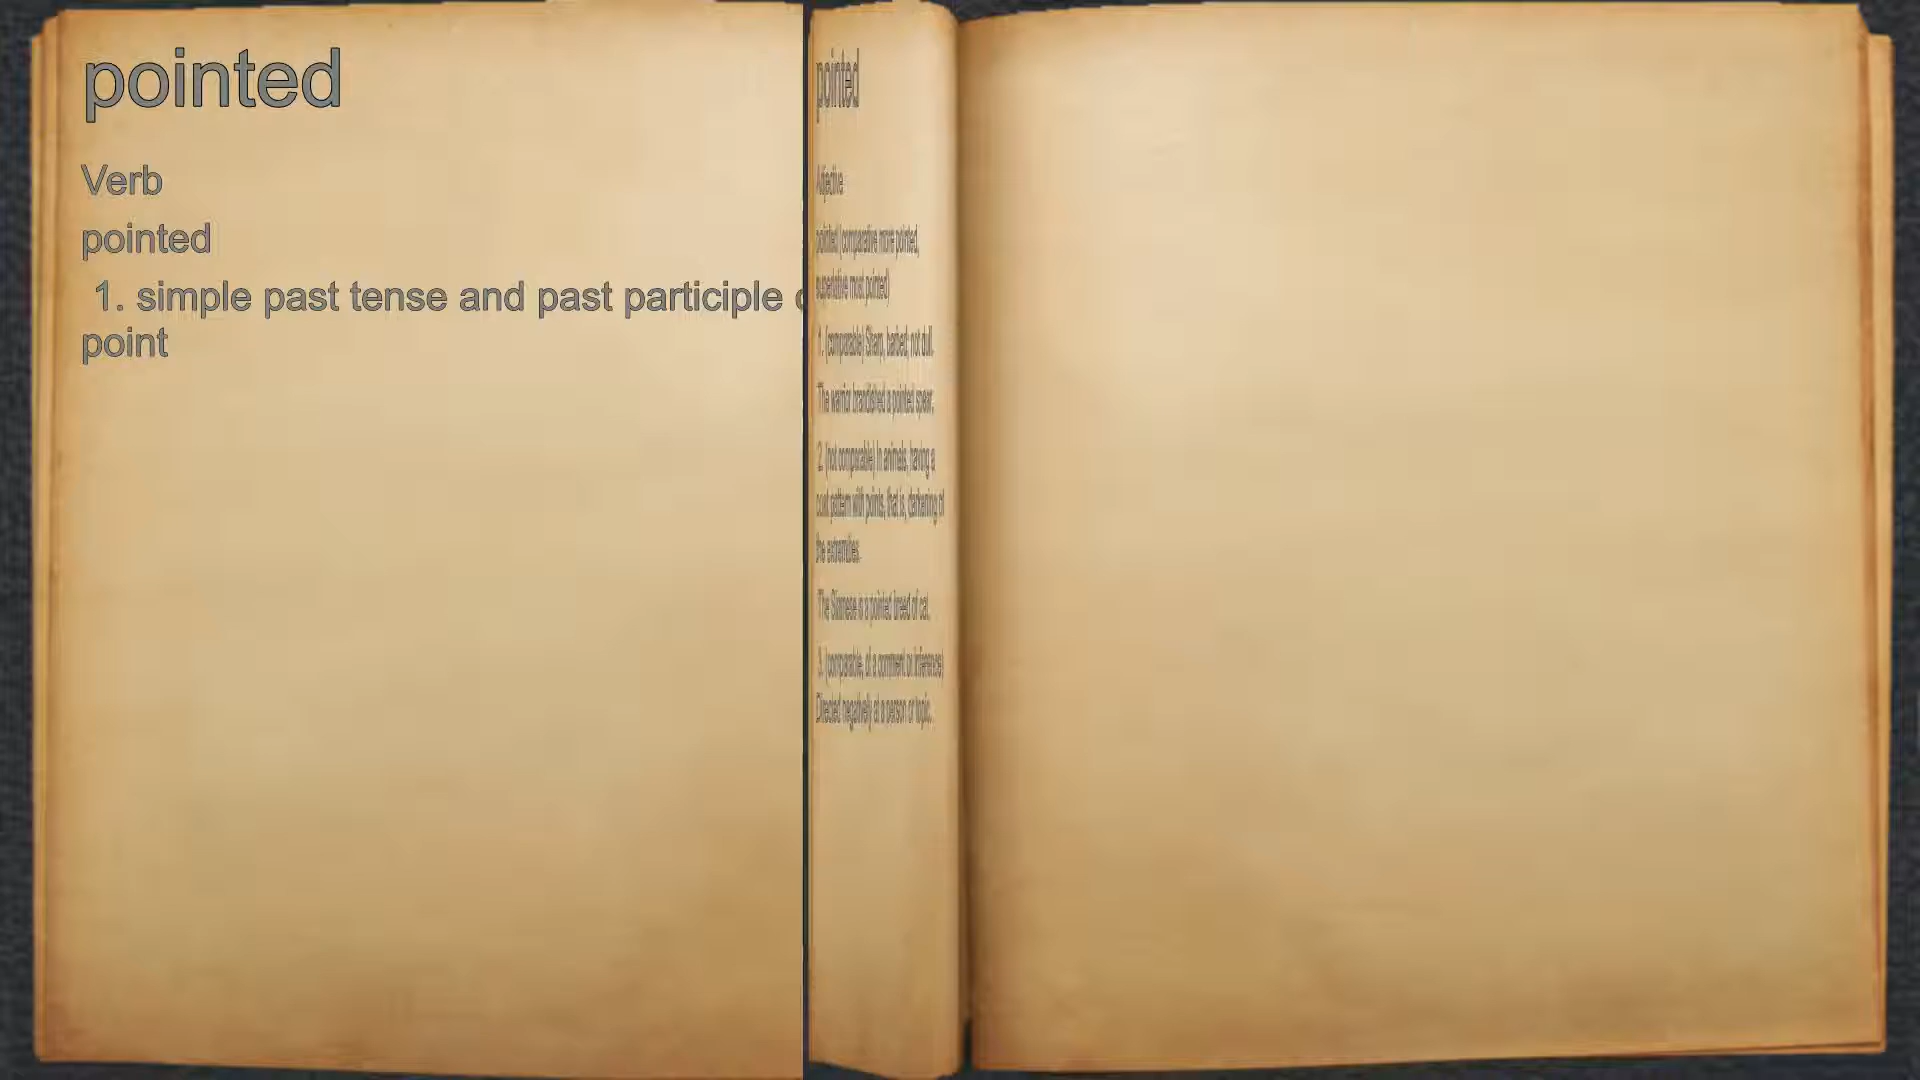 pointed
Verb
pointed
1. simple past tense and past participle
point
pointed
Adjective
pointed (comparative more pointed,
superlative most pointed)
1. (comparable) Sharp, barbed; not dull.
The warrior brandished a pointed spear.
2. (not comparable) In animals, having a
coat pattern with points, that is, darkening of
the extremities.
The Siamese is a pointed breed of cat.
3. (comparable, of a comment or inference)
Directed negatively at a person or topic.